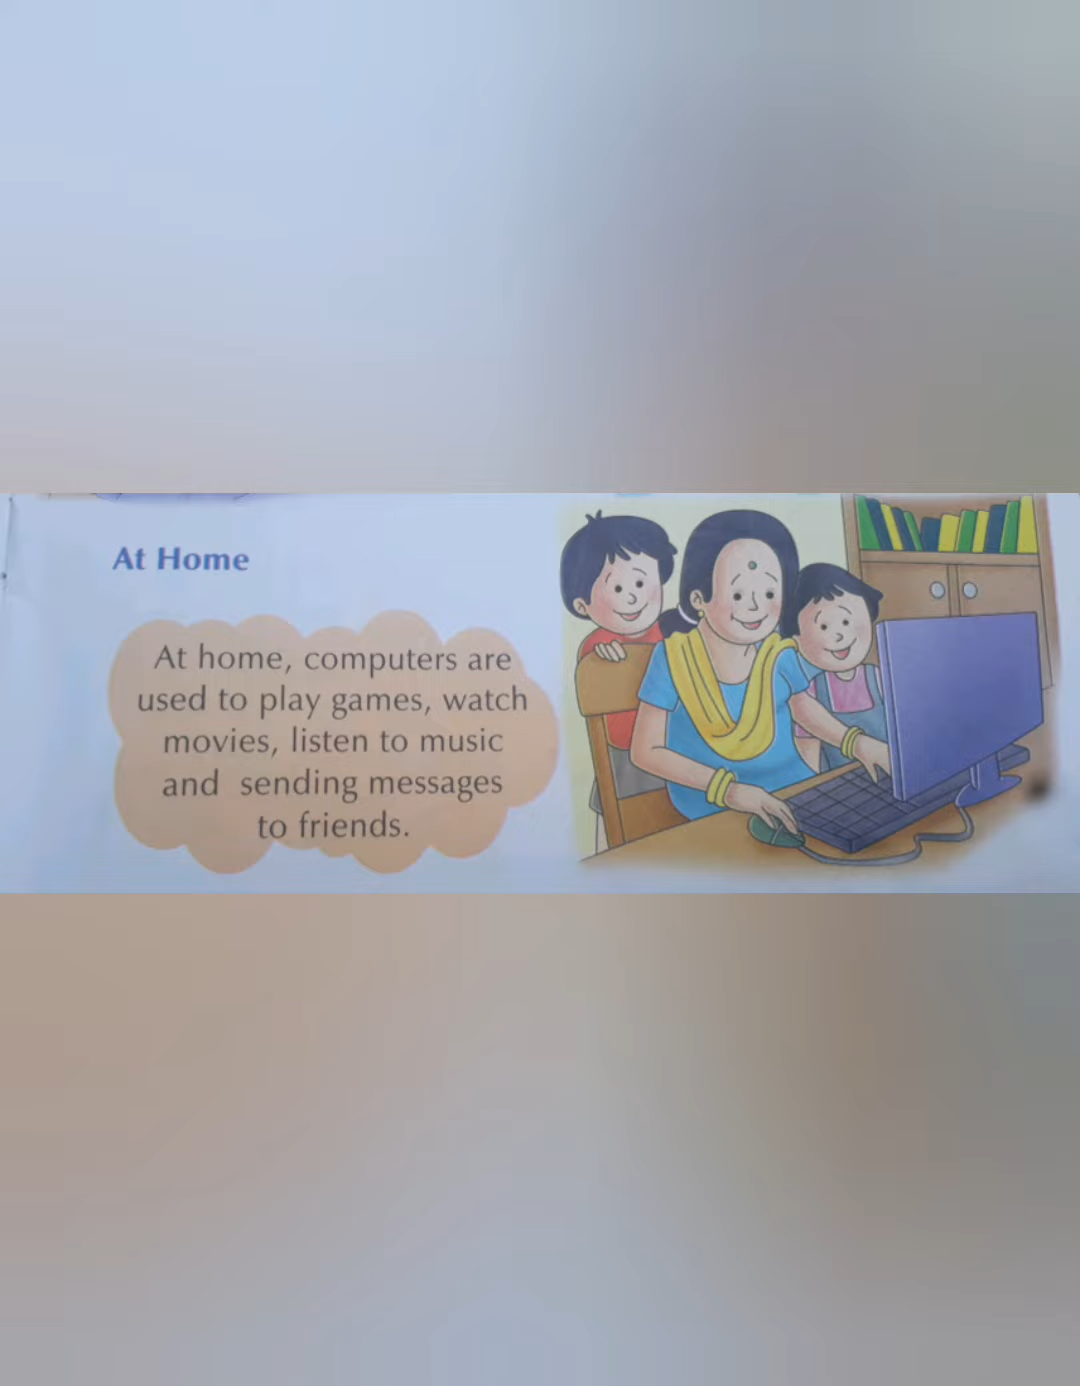 At Home
At home, computers are
used to play games, watch
movies, listen to music
and sending messages
to friends.